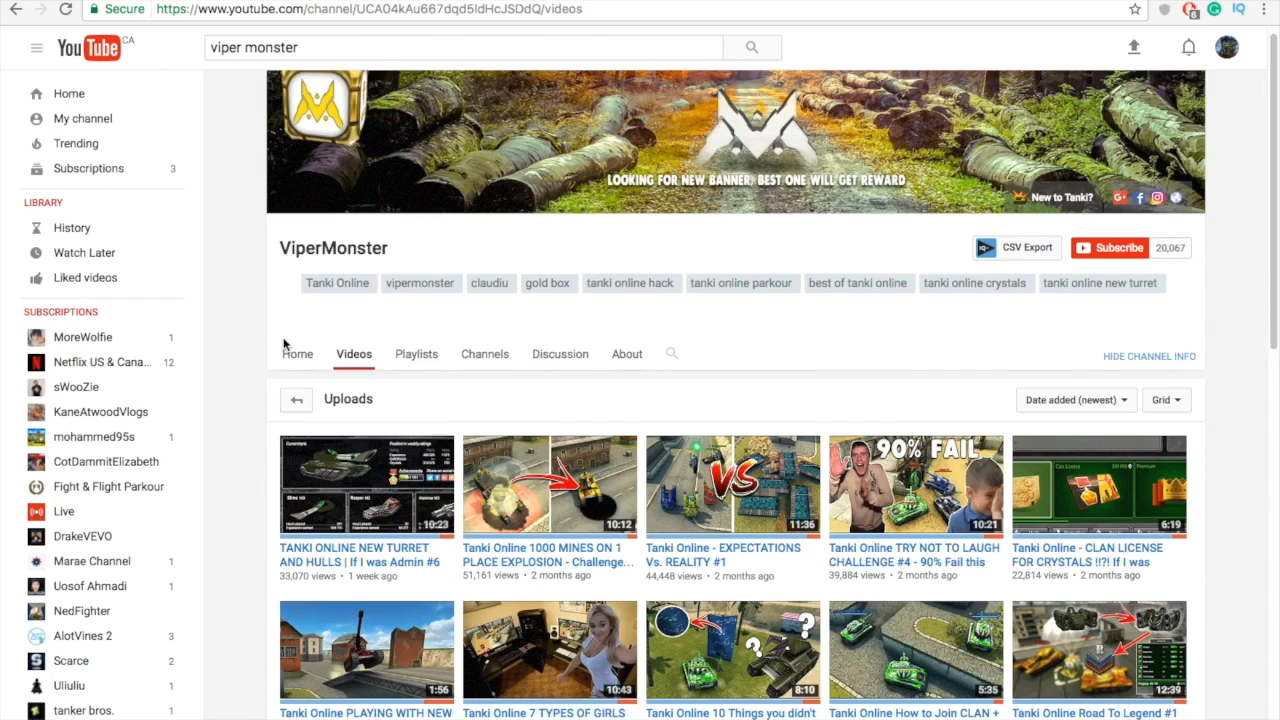 Secure
https://www.youtube.com/channel/UCA04kAu667dqd5IdHcJSDdQ/videos
6
IQ
YouTube CA
viper monster
Home
My channel
Trending
Subscriptions 3
LIBRARY
History
Watch Later
Liked videos
SUBSCRIPTIONS
MoreWolfie 1
Netflix US & Cana... 12
sWooZie
KaneAtwoodVlogs
mohammed95s 1
CotDammitElizabeth
Fight & Flight Parkour
Live
DrakeVEVO
Marae Channel 1
Uosof Ahmadi 1
NedFighter
AlotVines 2 3
Scarce 2
Uliuliu 1
tanker bros. 1
LOOKING FOR NEW BANNER, BEST ONE WILL GET REWARD
New to Tanki?
ViperMonster
CSV Export
Subscribe 20,067
Tanki Online vipermonster claudiu gold box tanki online hack tanki online parkour best of tanki online tanki online crystals tanki online new turret
Home Videos Playlists Channels Discussion About
HIDE CHANNEL INFO
Uploads
Date added (newest)
Grid
10:23
TANKI ONLINE NEW TURRET
AND HULLS | If I was Admin #6
33,070 views • 1 week ago
10:12
Tanki Online 1000 MINES ON 1
PLACE EXPLOSION - Challenge...
51,161 views • 2 months ago
VS
11:36
Tanki Online - EXPECTATIONS
Vs. REALITY #1
44,448 views • 2 months ago
90% FAIL
10:21
Tanki Online TRY NOT TO LAUGH
CHALLENGE #4 - 90% Fail this
39,884 views • 2 months ago
6:19
Tanki Online - CLAN LICENSE
FOR CRYSTALS !!?! If I was
22,814 views • 2 months ago
1:56
Tanki Online PLAYING WITH NEW
10:43
Tanki Online 7 TYPES OF GIRLS
? ?
8:10
Tanki Online 10 Things you didn't
5:35
Tanki Online How to Join CLAN +
12:39
Tanki Online Road To Legend #1